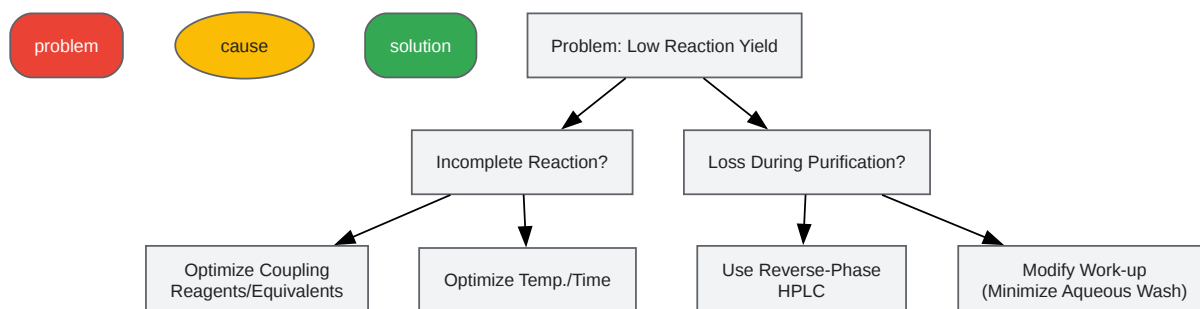 problem
cause
solution
Problem: Low Reaction Yield
Incomplete Reaction?
Loss During Purification?
Optimize Coupling
Reagents/Equivalents
Optimize Temp./Time
Use Reverse-Phase
HPLC
Modify Work-up
(Minimize Aqueous Wash)